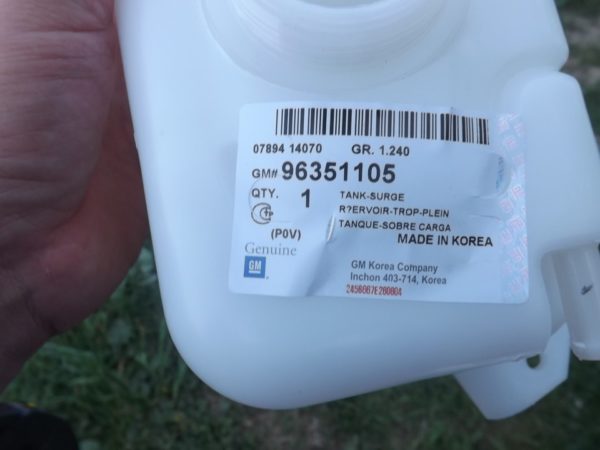 07894 14070 GR. 1.240
GM# 96351105
QTY. 1 TANK-SURGE
R?ERVOIR-TROP-PLEIN
TANQUE-SOBRE CARGA
(P0V) MADE IN KOREA
Genuine
GM
GM Korea Company
Inchon 403-714, Korea